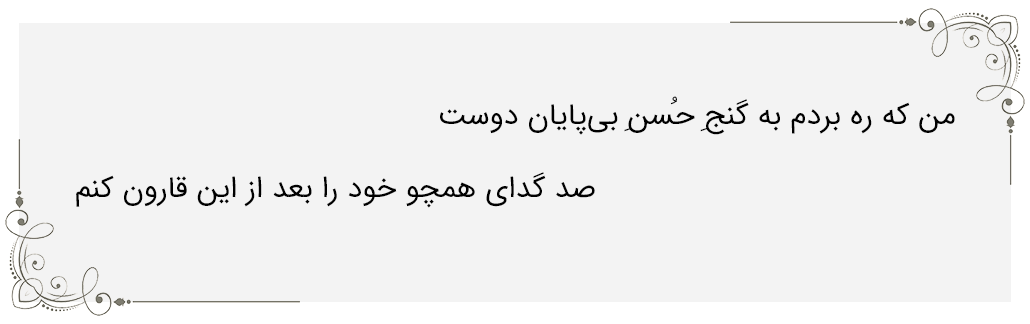 من که ره بردم به گنجِ حُسنِ بی‌پایان دوست
صد گدای همچو خود را بعد از این قارون کنم